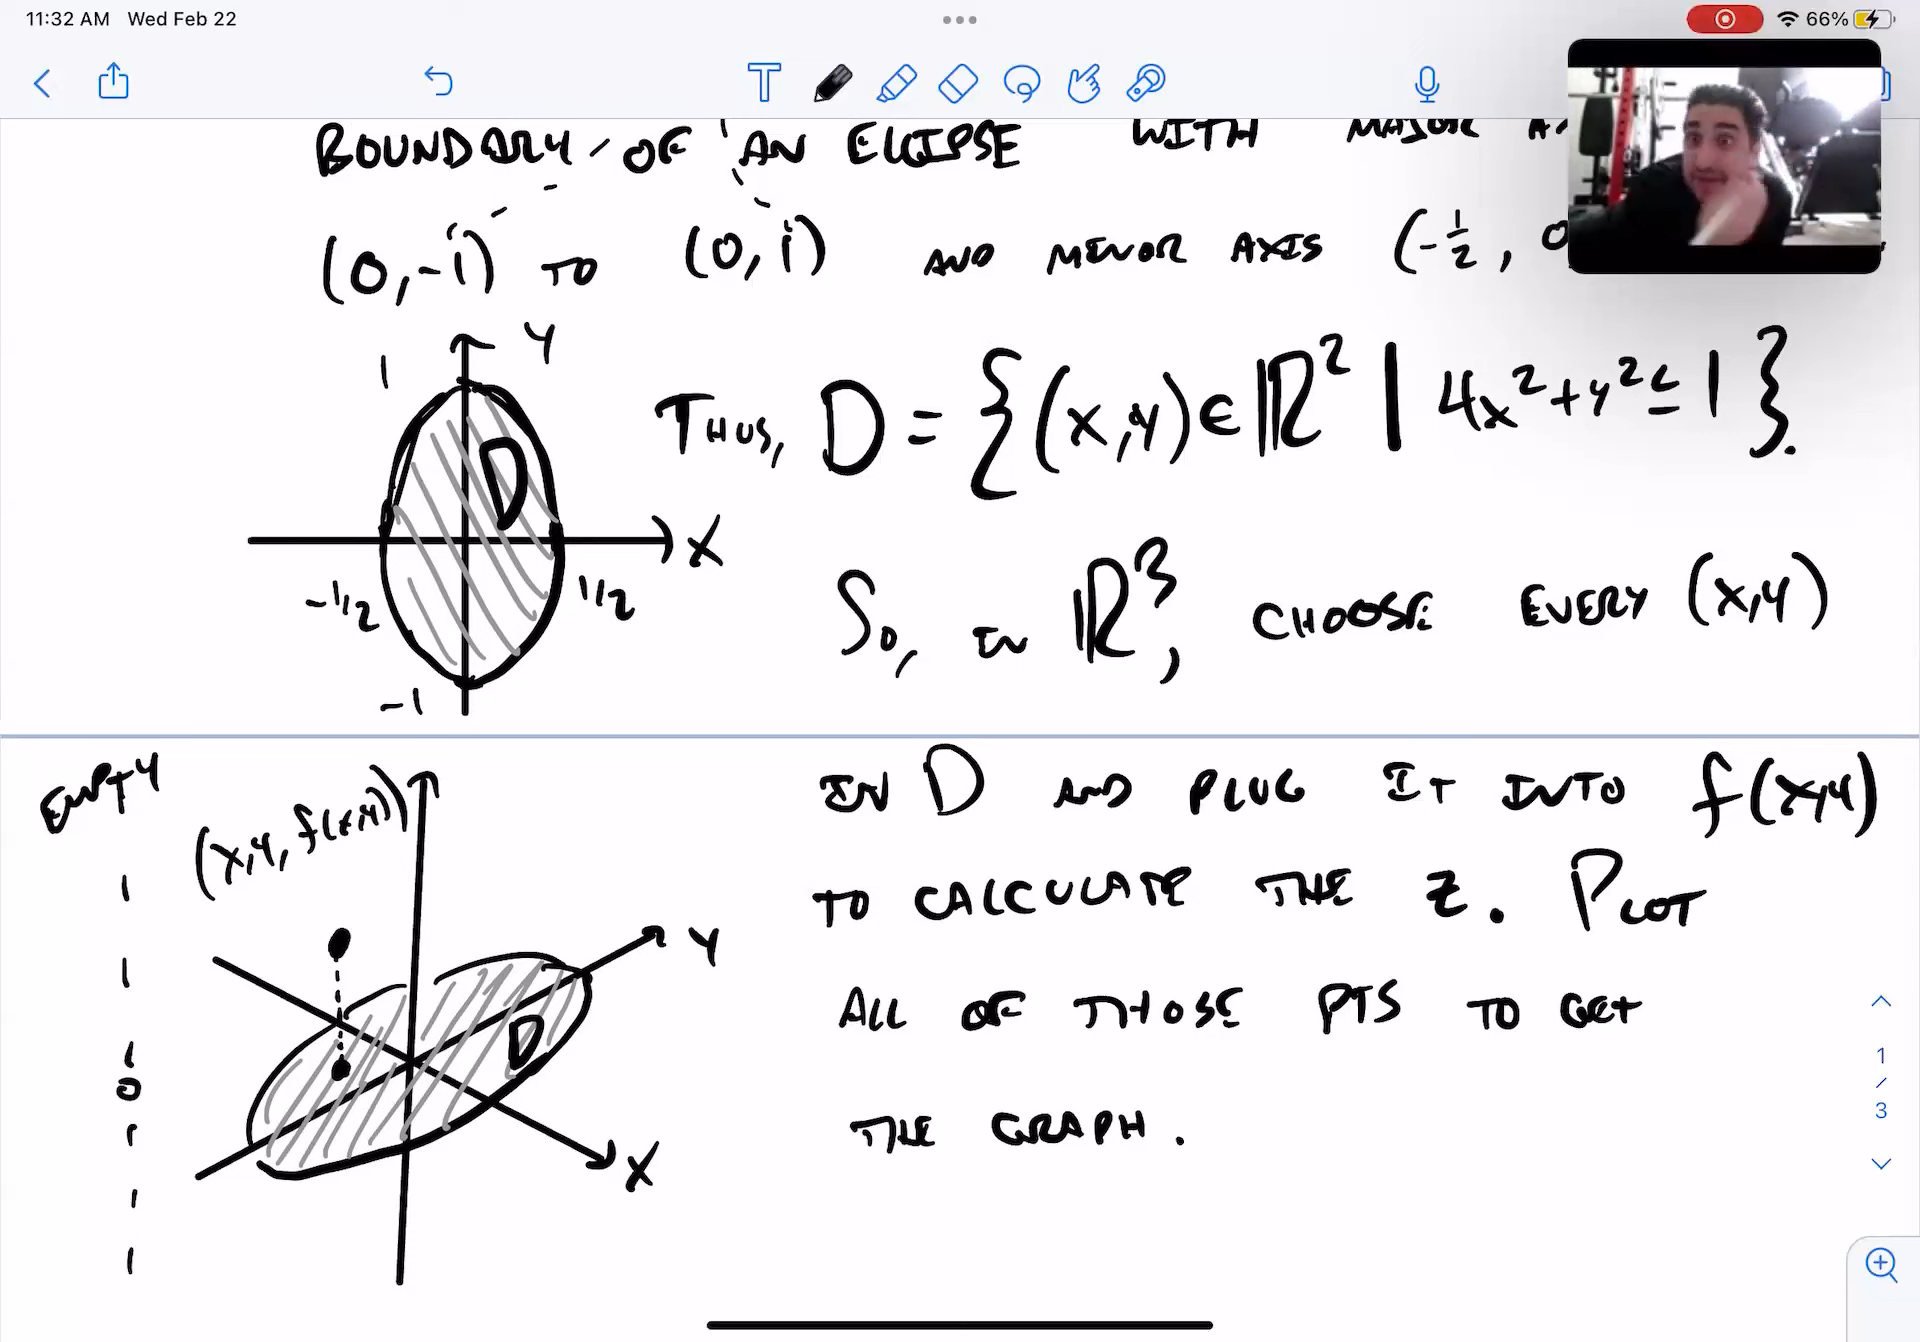 11:32 AM Wed Feb 22
66%
BOUNDARY OF AN ELLIPSE WITH MAJOR
(0,-1) TO (0,1) AND MINOR AXIS (-1/2, 0
Y
1
THUS, D = {(x,y) ∈ ℝ² | 4x²+y² ≤ 1}.
D
X
-1/2
1/2
-1
SO, IN ℝ³, CHOOSE EVERY (x,y)
EMPTY
(x,y, f(x,y))
IN D AND PLUG IT INTO f(x,y)
TO CALCULATE THE z. PLOT
Y
ALL OF THOSE PTS TO GET
D
THE GRAPH.
X
1
/
3